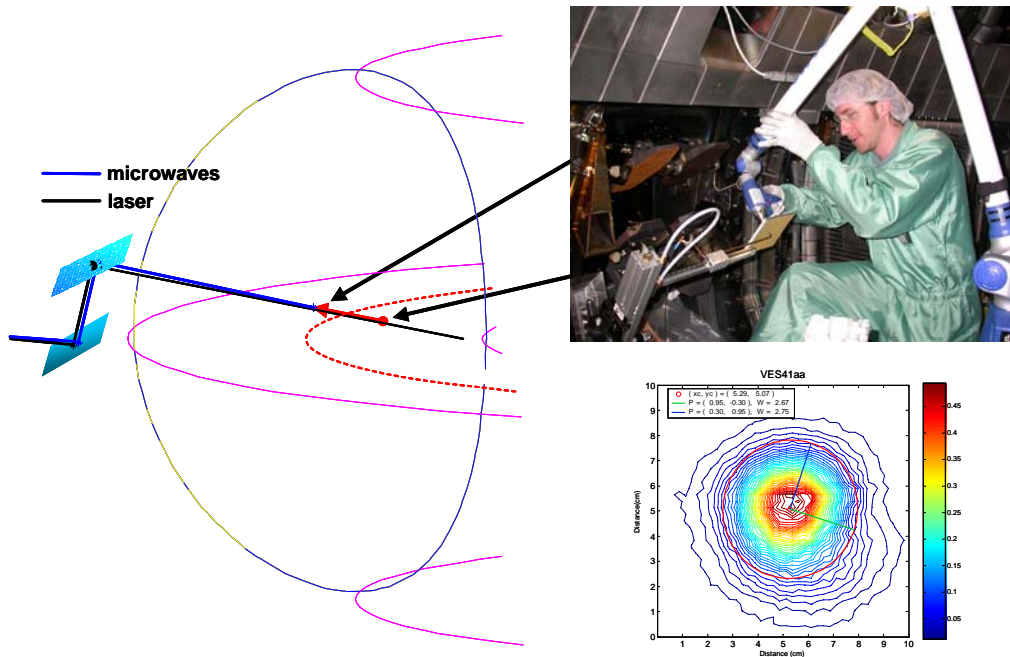 microwaves
laser
VES41aa
( xc, yc ) = ( 5.29, 5.07 )
P = ( 0.95, -0.30), W = 2.67
P = ( 0.30, 0.95), W = 2.75
Distance(cm)
10
9
8
7
6
5
4
3
2
1
0
1 2 3 4 5 6 7 8 9 10
Distance (cm)
0.45
0.4
0.35
0.3
0.25
0.2
0.15
0.1
0.05